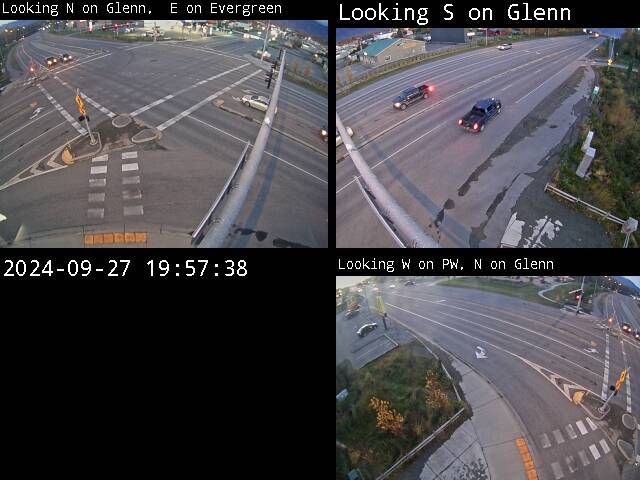 Looking N on Glenn,  E on Evergreen
Looking S on Glenn
2024-09-27 19:57:38
Looking W on PW, N on Glenn